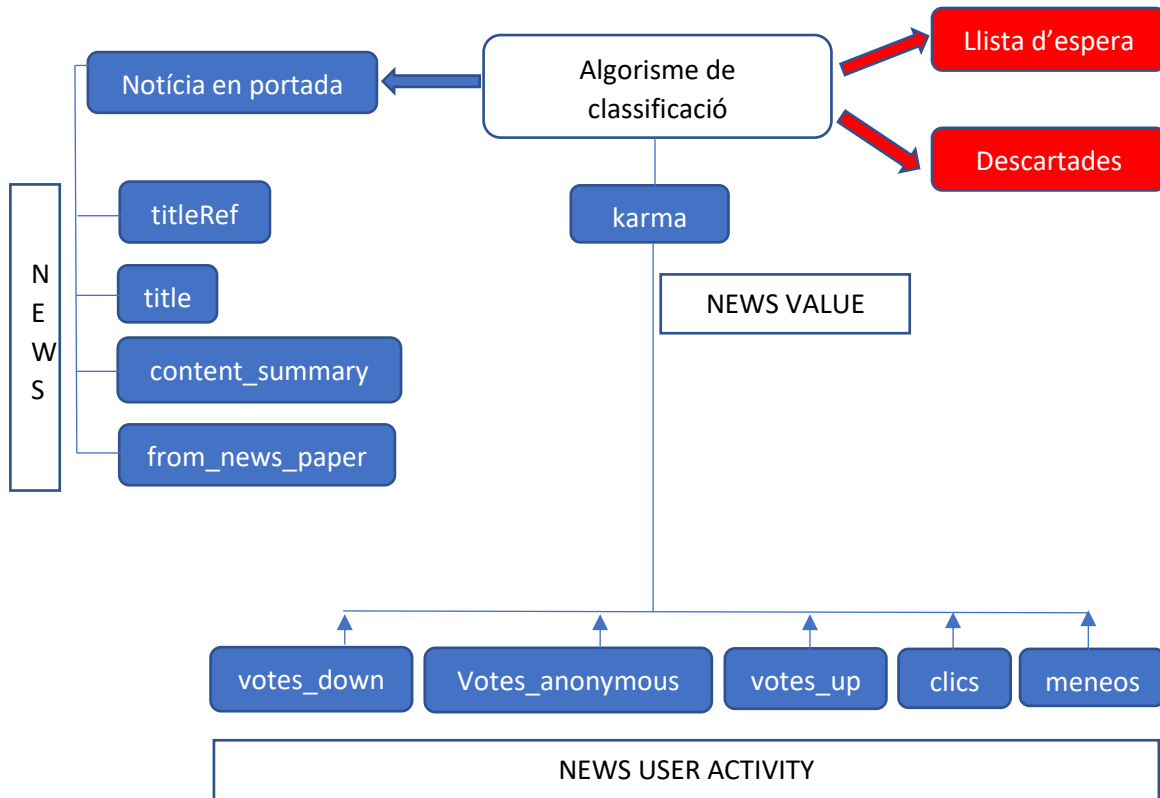 Llista d’espera
Notícia en portada
Algorisme de
classificació
Descartades
titleRef
karma
N
E
W
S
title
NEWS VALUE
content_summary
from_news_paper
votes_down
Votes_anonymous
votes_up
clics
meneos
NEWS USER ACTIVITY